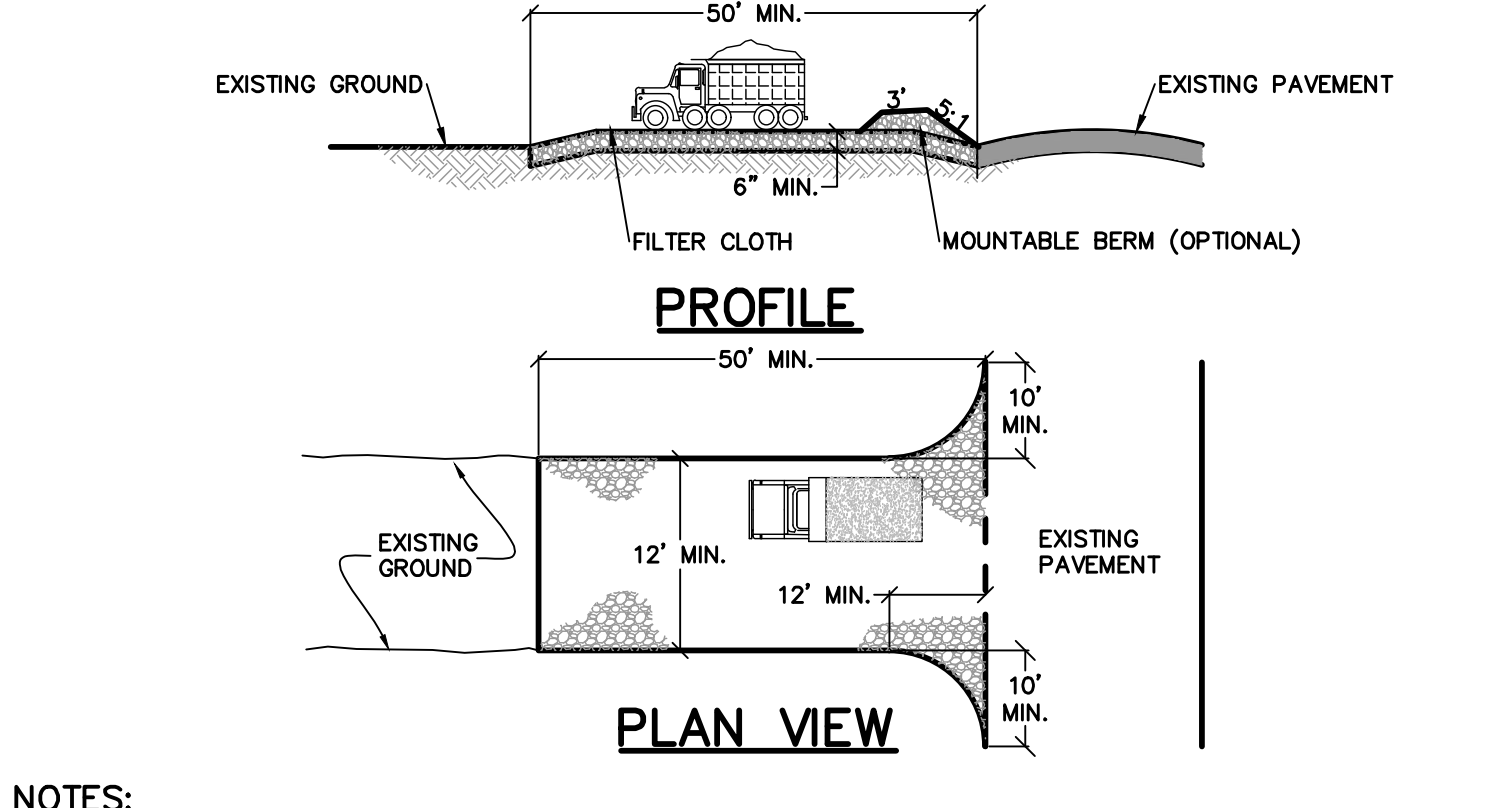 50' MIN.
EXISTING GROUND
EXISTING PAVEMENT
3'
5:1
6" MIN.
FILTER CLOTH
MOUNTABLE BERM (OPTIONAL)
PROFILE
50' MIN.
10'
MIN.
EXISTING
GROUND
12' MIN.
EXISTING
PAVEMENT
12' MIN.
10'
MIN.
PLAN VIEW
NOTES: